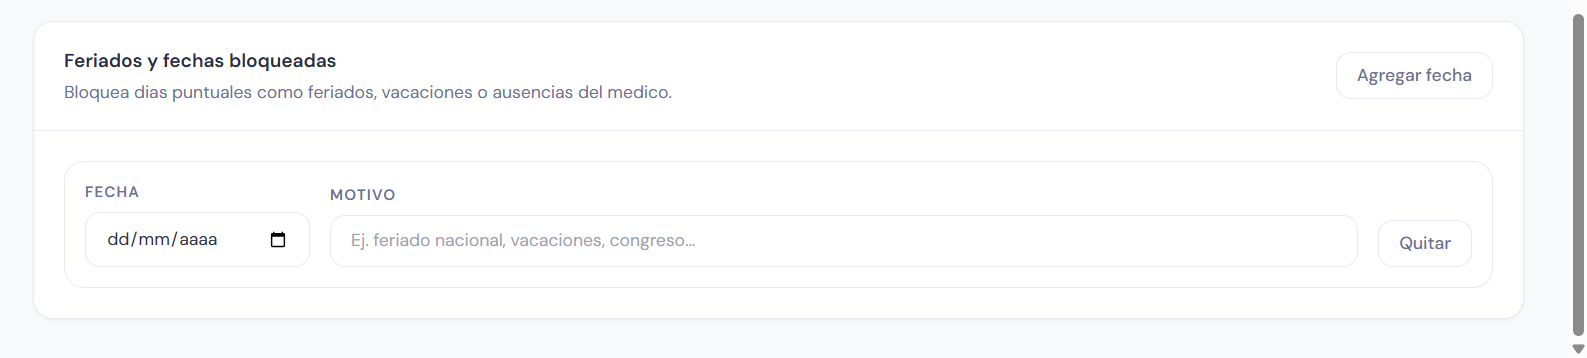 Feriados y fechas bloqueadas
Bloquea dias puntuales como feriados, vacaciones o ausencias del medico.
Agregar fecha
FECHA
MOTIVO
dd/mm/aaaa
Ej. feriado nacional, vacaciones, congreso...
Quitar